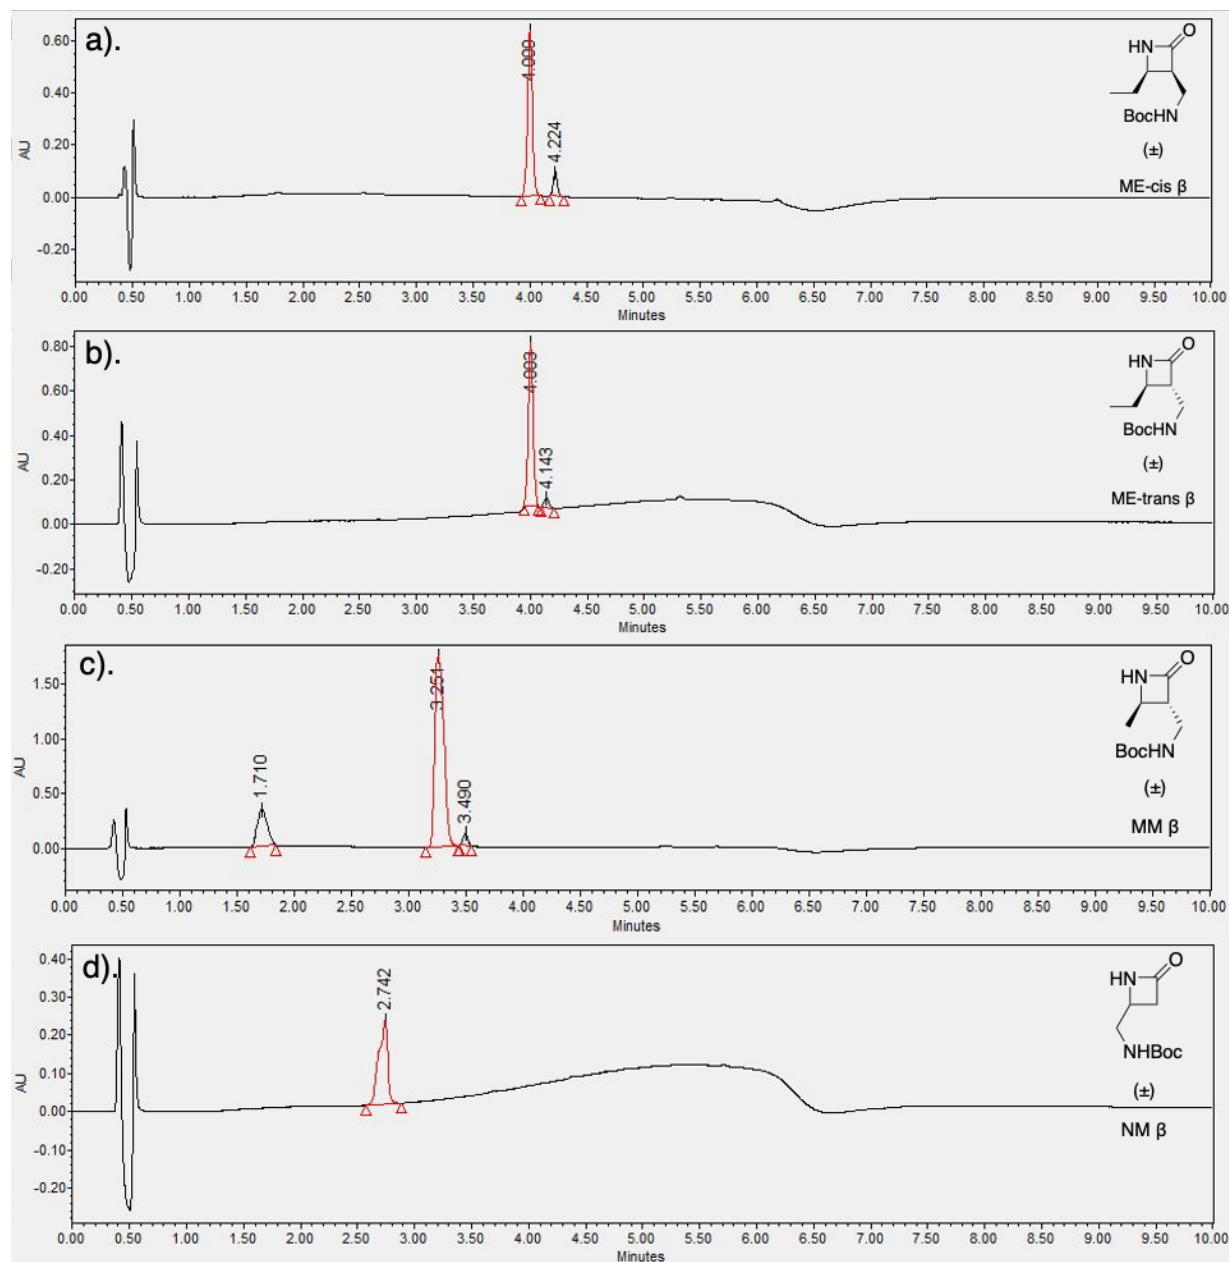 a).
0.60
0.40
0.20
0.00
-0.20
AU
4.000
4.224
HN
O
BocHN
(±)
ME-cis β
0.00 0.50 1.00 1.50 2.00 2.50 3.00 3.50 4.00 4.50 5.00 5.50 6.00 6.50 7.00 7.50 8.00 8.50 9.00 9.50 10.00
Minutes
b).
0.80
0.60
0.40
0.20
0.00
-0.20
AU
4.003
4.143
HN
O
BocHN
(±)
ME-trans β
0.00 0.50 1.00 1.50 2.00 2.50 3.00 3.50 4.00 4.50 5.00 5.50 6.00 6.50 7.00 7.50 8.00 8.50 9.00 9.50 10.00
Minutes
c).
1.50
1.00
0.50
0.00
AU
1.710
3.251
3.490
HN
O
BocHN
(±)
MM β
0.00 0.50 1.00 1.50 2.00 2.50 3.00 3.50 4.00 4.50 5.00 5.50 6.00 6.50 7.00 7.50 8.00 8.50 9.00 9.50 10.00
Minutes
d).
0.40
0.30
0.20
0.10
0.00
-0.10
-0.20
AU
2.742
HN
O
NHBoc
(±)
NM β
0.00 0.50 1.00 1.50 2.00 2.50 3.00 3.50 4.00 4.50 5.00 5.50 6.00 6.50 7.00 7.50 8.00 8.50 9.00 9.50 10.00
Minutes